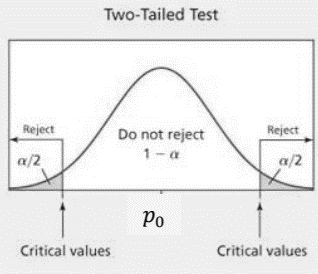 Two-Tailed Test
Reject
Reject
Do not reject
1 − α
α/2
α/2
p₀
Critical values
Critical values